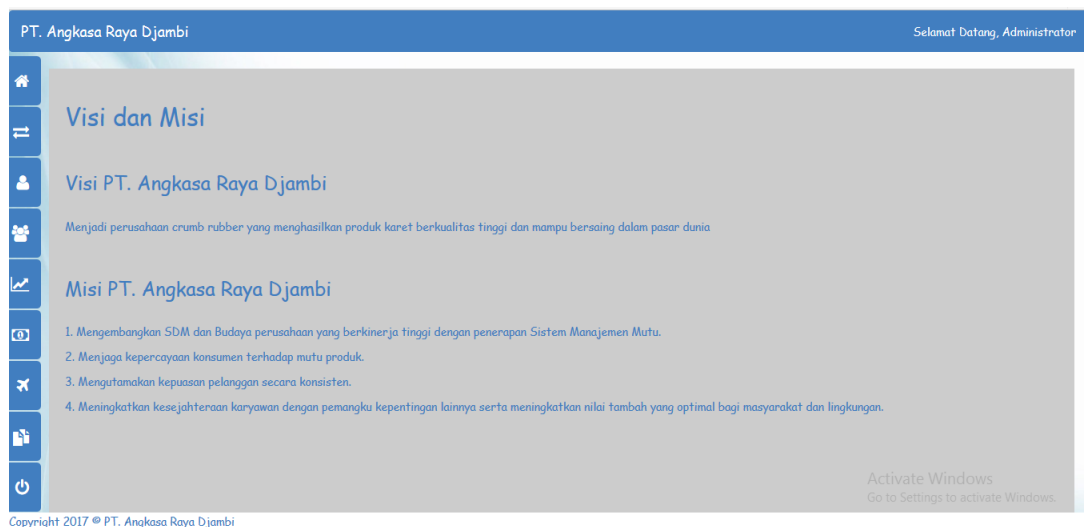 PT. Angkasa Raya Djambi
Selamat Datang, Administrator
Visi dan Misi
Visi PT. Angkasa Raya Djambi
Menjadi perusahaan crumb rubber yang menghasilkan produk karet berkualitas tinggi dan mampu bersaing dalam pasar dunia
Misi PT. Angkasa Raya Djambi
1. Mengembangkan SDM dan Budaya perusahaan yang berkinerja tinggi dengan penerapan Sistem Manajemen Mutu.
2. Menjaga kepercayaan konsumen terhadap mutu produk.
3. Mengutamakan kepuasan pelanggan secara konsisten.
4. Meningkatkan kesejahteraan karyawan dengan pemangku kepentingan lainnya serta meningkatkan nilai tambah yang optimal bagi masyarakat dan lingkungan.
Activate Windows
Go to Settings to activate Windows.
Copyright 2017 © PT. Angkasa Raya Djambi